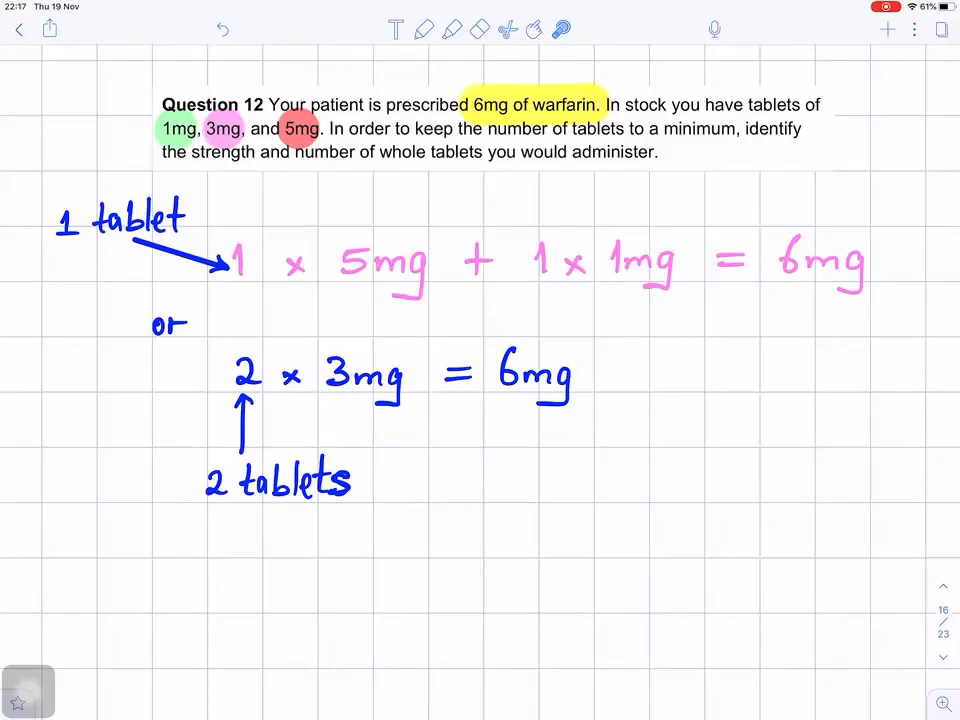 22:17 Thu 19 Nov
Question 12 Your patient is prescribed 6mg of warfarin. In stock you have tablets of
1mg, 3mg, and 5mg. In order to keep the number of tablets to a minimum, identify
the strength and number of whole tablets you would administer.
1 tablet
1 × 5mg + 1 × 1mg = 6mg
or
2 × 3mg = 6mg
2 tablets
16
/
23